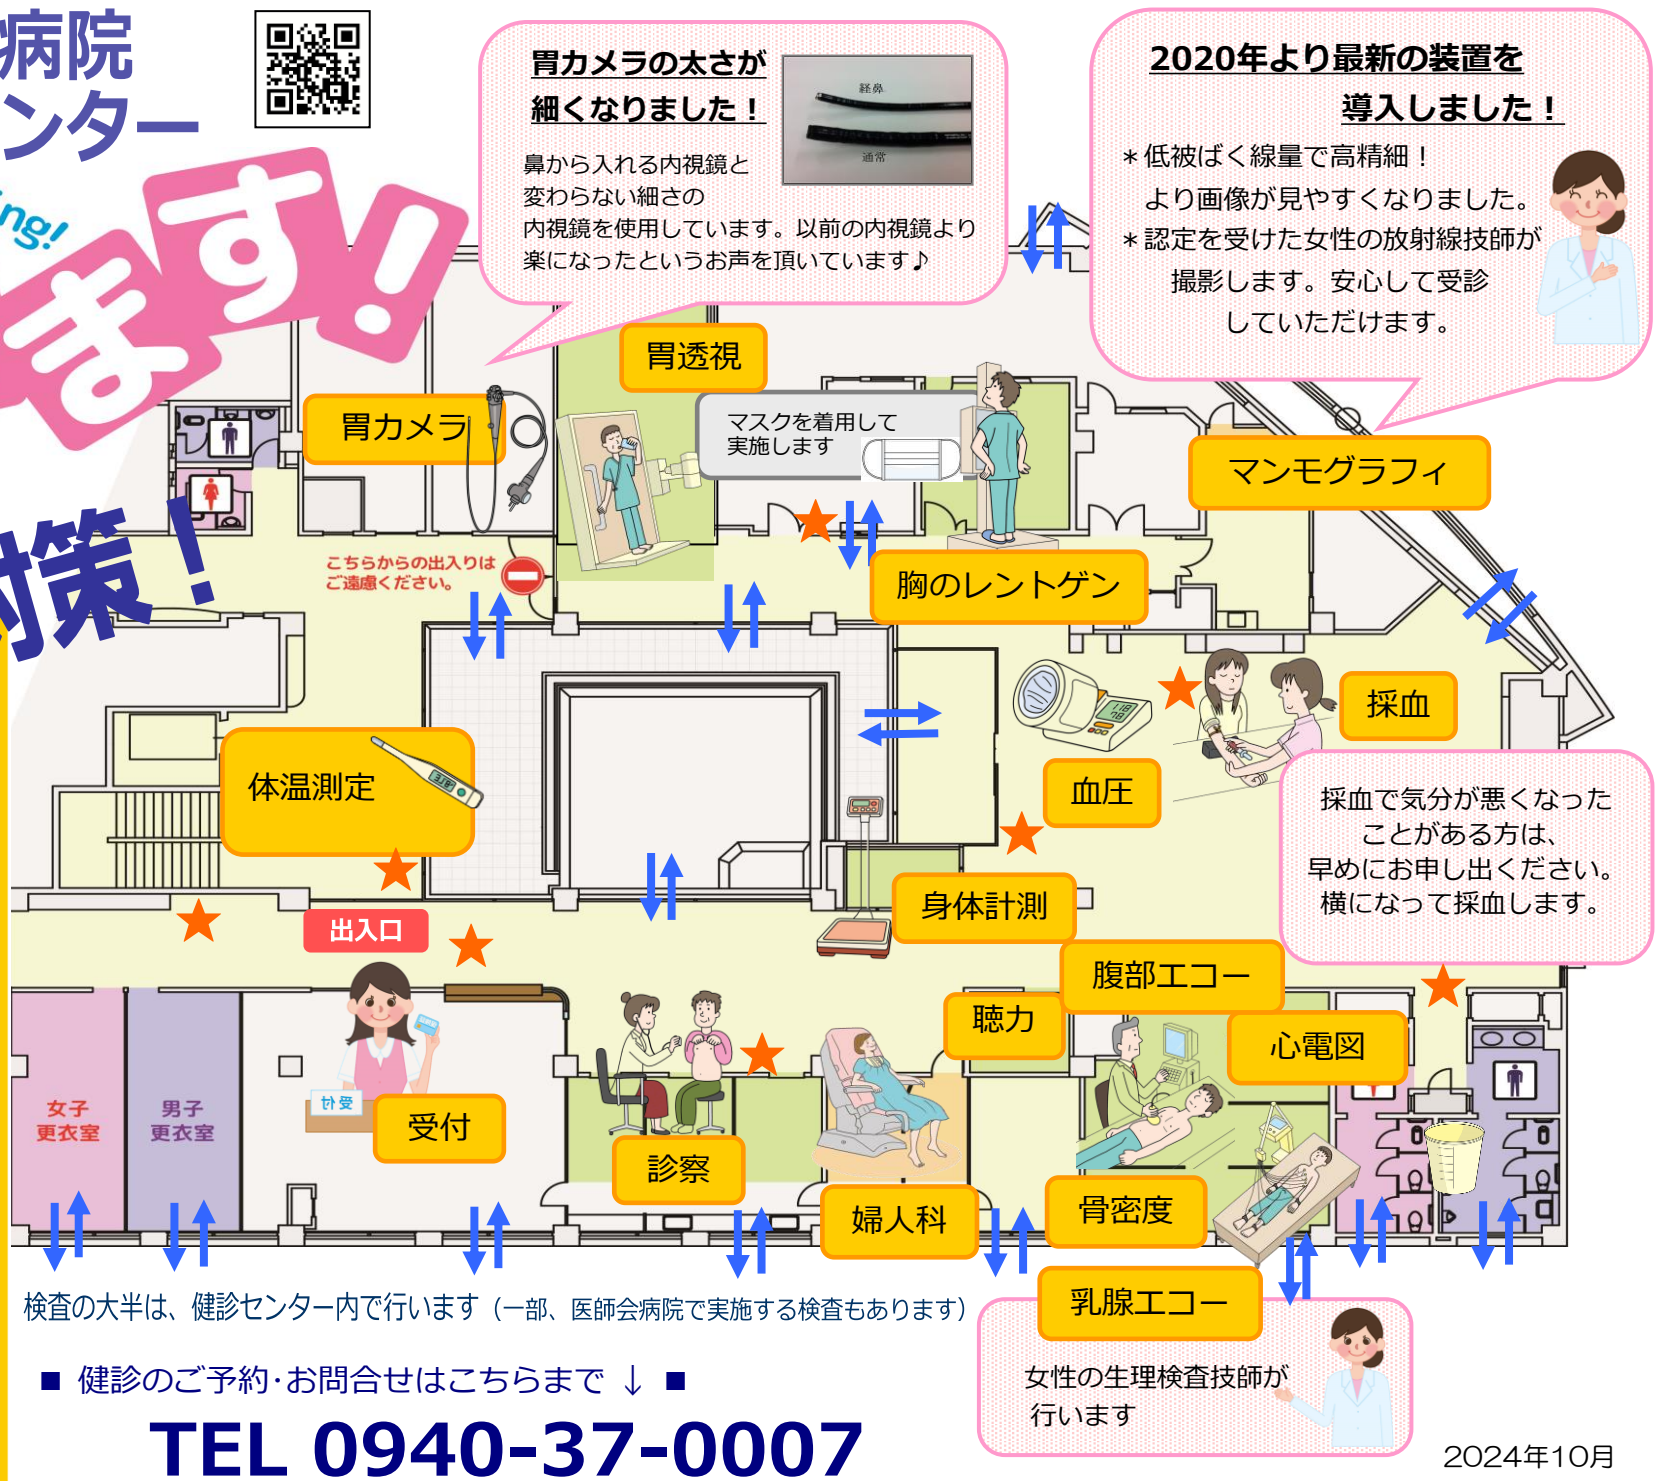 病院
ンター
ng!
ます!
対策！
胃カメラの太さが
細くなりました！
経鼻
通常
鼻から入れる内視鏡と
変わらない細さの
内視鏡を使用しています。以前の内視鏡より
楽になったというお声を頂いています♪
2020年より最新の装置を
導入しました！
＊低被ばく線量で高精細！
より画像が見やすくなりました。
＊認定を受けた女性の放射線技師が
撮影します。安心して受診
していただけます。
胃透視
胃カメラ
マスクを着用して
実施します
マンモグラフィ
こちらからの出入りは
ご遠慮ください。
胸のレントゲン
採血
118
78
血圧
体温測定
採血で気分が悪くなった
ことがある方は、
早めにお申し出ください。
横になって採血します。
身体計測
出入口
腹部エコー
聴力
心電図
女子
更衣室
男子
更衣室
受付
受付
診察
婦人科
骨密度
乳腺エコー
女性の生理検査技師が
行います
検査の大半は、健診センター内で行います（一部、医師会病院で実施する検査もあります）
■ 健診のご予約･お問合せはこちらまで ↓ ■
TEL 0940-37-0007
2024年10月